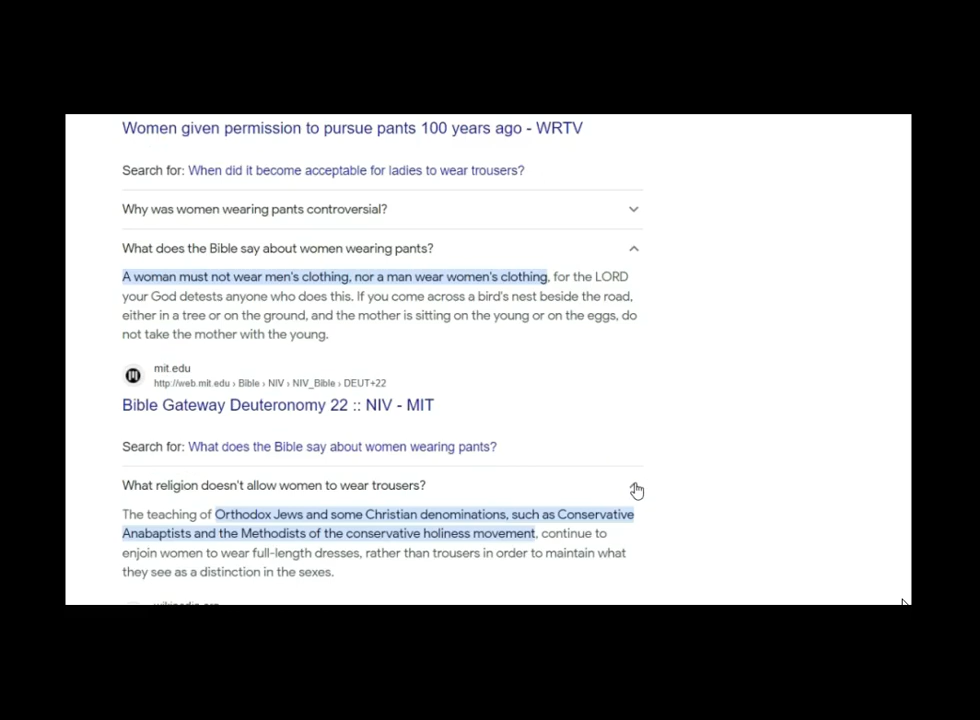 Women given permission to pursue pants 100 years ago - WRTV
Search for: When did it become acceptable for ladies to wear trousers?
Why was women wearing pants controversial?
What does the Bible say about women wearing pants?
A woman must not wear men's clothing, nor a man wear women's clothing, for the LORD
your God detests anyone who does this. If you come across a bird's nest beside the road,
either in a tree or on the ground, and the mother is sitting on the young or on the eggs, do
not take the mother with the young.
mit.edu
http://web.mit.edu › Bible › NIV › NIV_Bible › DEUT+22
Bible Gateway Deuteronomy 22 :: NIV - MIT
Search for: What does the Bible say about women wearing pants?
What religion doesn't allow women to wear trousers?
The teaching of Orthodox Jews and some Christian denominations, such as Conservative
Anabaptists and the Methodists of the conservative holiness movement, continue to
enjoin women to wear full-length dresses, rather than trousers in order to maintain what
they see as a distinction in the sexes.